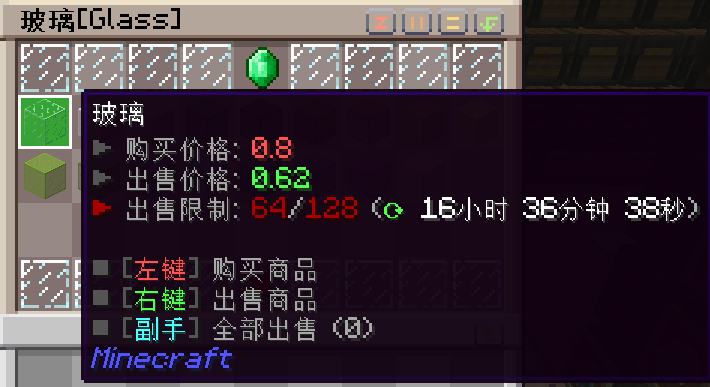 玻璃[Glass]
玻璃
购买价格: 0.8
出售价格: 0.62
出售限制: 64/128 (⟳ 16小时 36分钟 38秒)
[左键] 购买商品
[右键] 出售商品
[副手] 全部出售 (0)
Minecraft